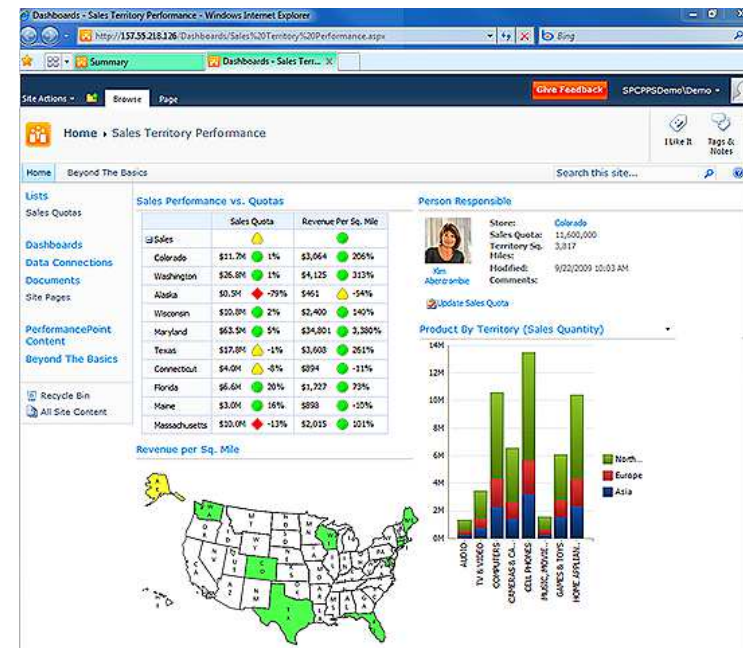 Dashboards - Sales Territory Performance - Windows Internet Explorer
http://157.55.218.126/Dashboards/Sales%20Territory%20Performance.aspx
Bing
Summary
Dashboards - Sales Terr... X
Site Actions
Browse
Page
Give Feedback
SPCPPSDemo\Demo
Home › Sales Territory Performance
I Like It
Tags & Notes
Home
Beyond The Basics
Search this site...
Lists
Sales Quotas
Dashboards
Data Connections
Documents
Site Pages
PerformancePoint Content
Beyond The Basics
Recycle Bin
All Site Content
Sales Performance vs. Quotas
Sales Quota Revenue Per Sq. Mile
Sales
Colorado $11.7M 1% $3,064 206%
Washington $26.8M 1% $4,125 313%
Alaska $0.5M -79% $461 -54%
Wisconsin $10.8M 2% $2,400 140%
Maryland $63.5M 5% $34,801 3,380%
Texas $17.8M -1% $3,603 261%
Connecticut $4.0M -8% $894 -11%
Florida $6.6M 20% $1,727 73%
Maine $3.0M 16% $898 -10%
Massachusetts $10.0M -13% $2,015 101%
Person Responsible
Kim Abercrombie
Store: Colorado
Sales Quota: 11,600,000
Territory Sq. Miles: 3,817
Modified: 9/22/2009 10:03 AM
Comments:
Update Sales Quota
Product By Territory (Sales Quantity)
14M
12M
10M
8M
6M
4M
2M
0M
AUDIO
TV & VIDEO
COMPUTERS
CAMERAS & CA...
CELL PHONES
MUSIC, MOVIE...
GAMES & TOYS
HOME APPLIAN...
North...
Europe
Asia
Revenue per Sq. Mile